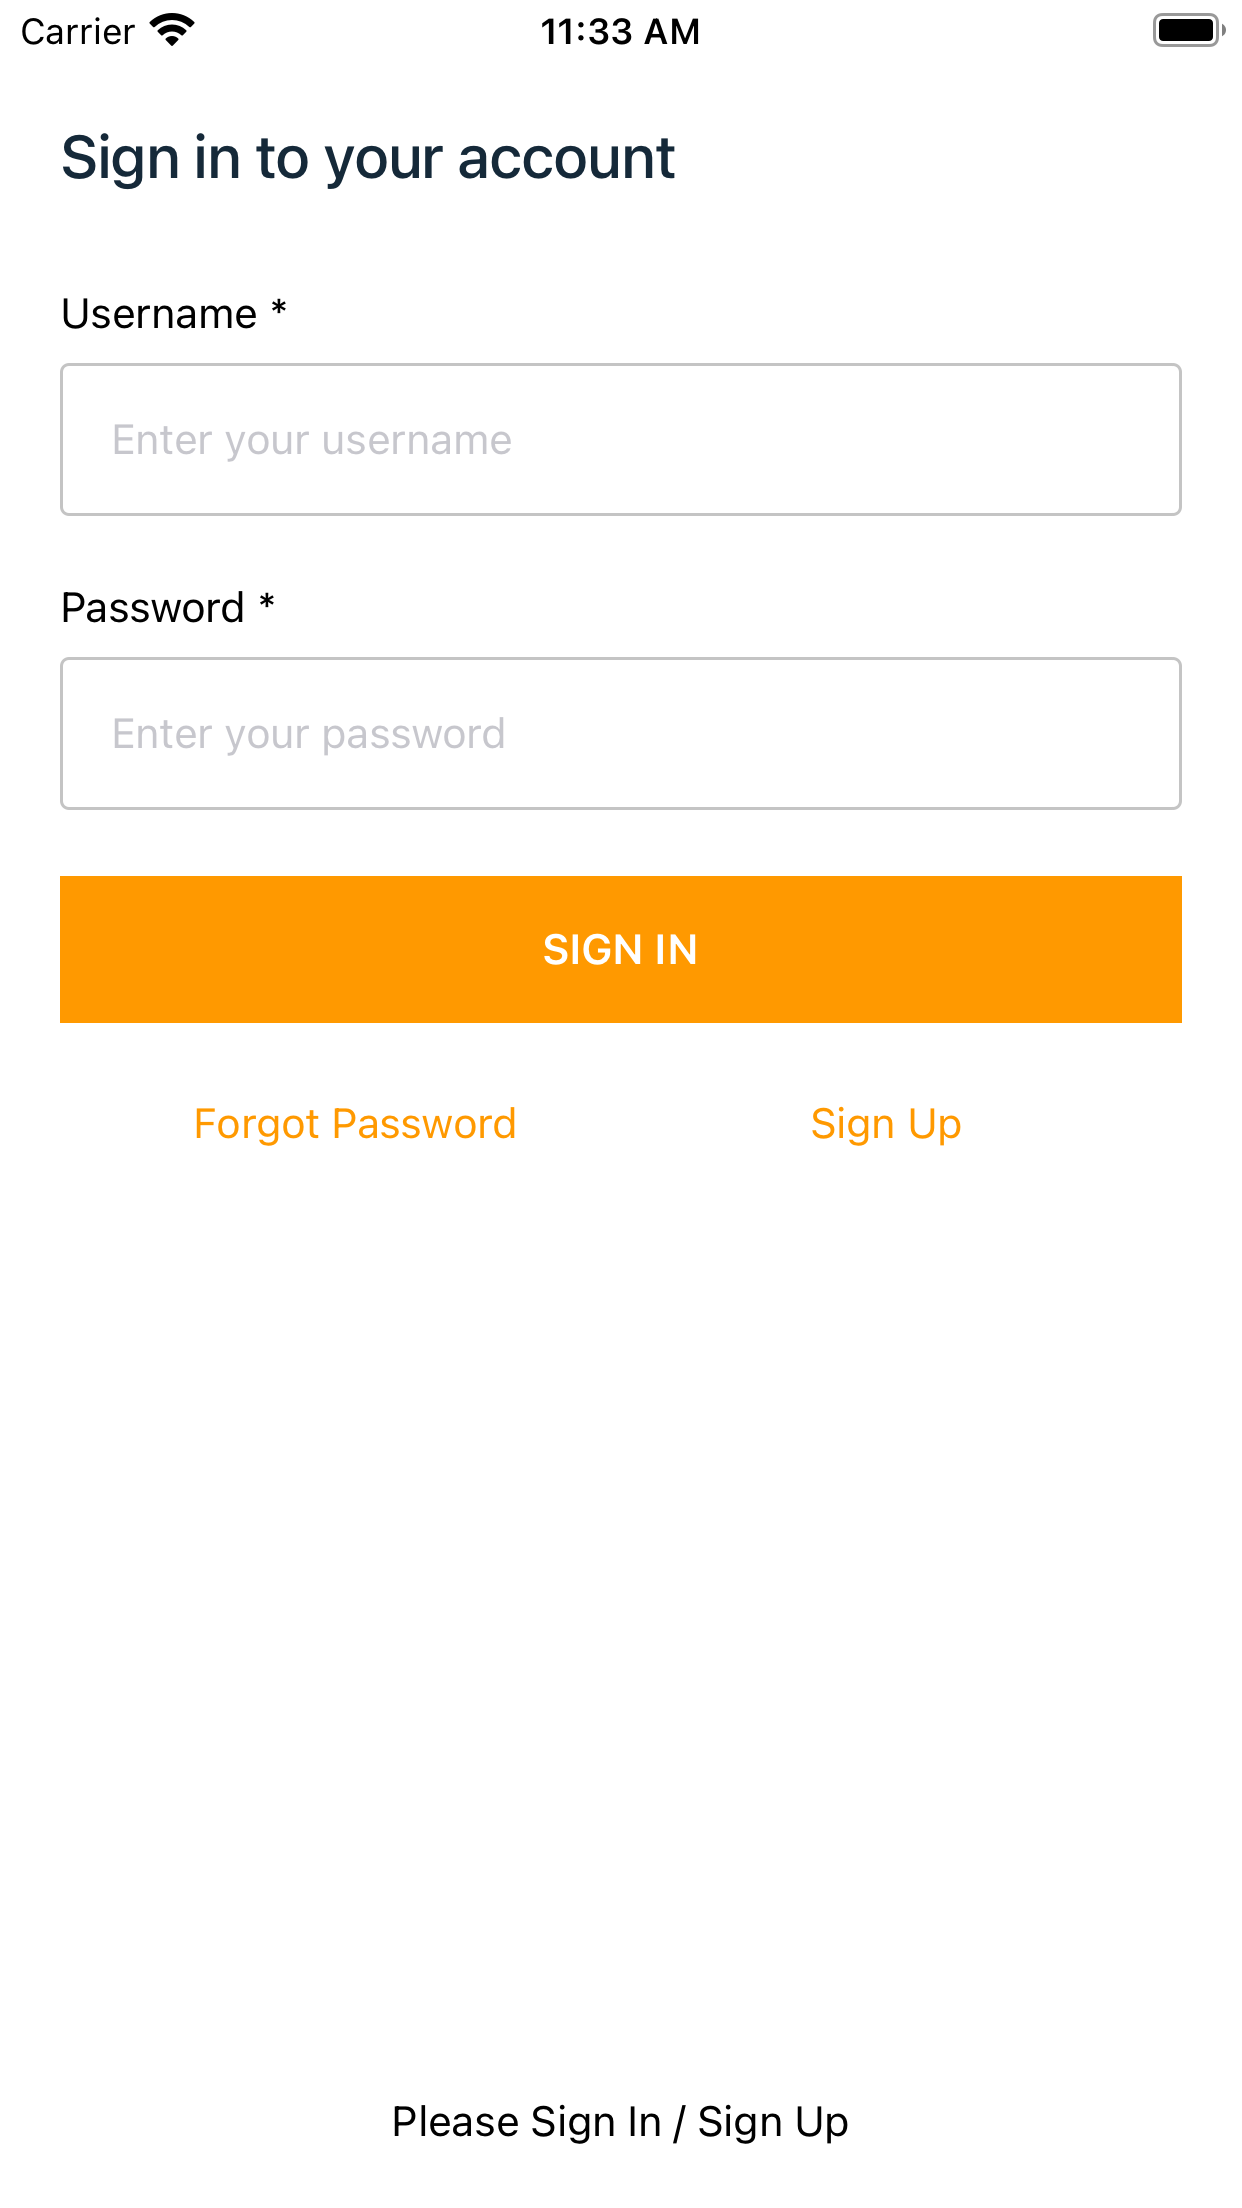 Carrier 11:33 AM
Sign in to your account
Username *
Enter your username
Password *
Enter your password
SIGN IN
Forgot Password Sign Up
Please Sign In / Sign Up